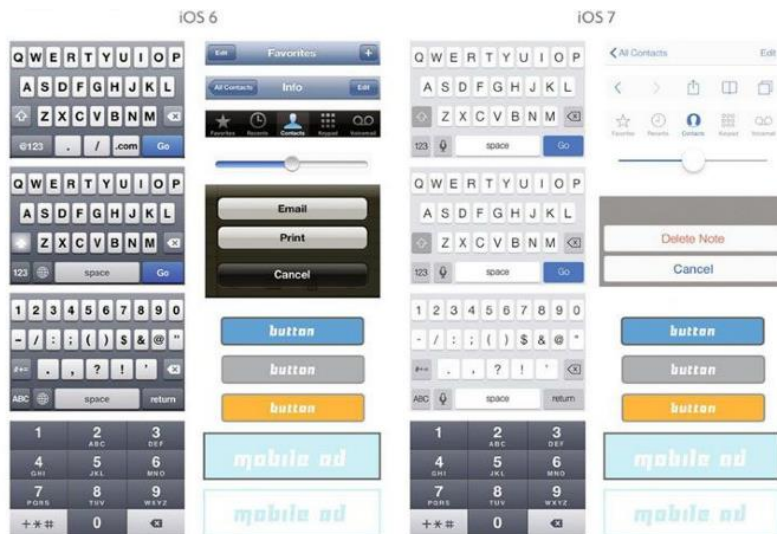 iOS 6
Q W E R T Y U I O P
A S D F G H J K L
Z X C V B N M
@123 . / .com Go
Q W E R T Y U I O P
A S D F G H J K L
Z X C V B N M
123 space Go
1 2 3 4 5 6 7 8 9 0
- / : ; ( ) $ & @ "
#+= . , ? ! '
ABC space return
1 2 ABC 3 DEF
4 GHI 5 JKL 6 MNO
7 PQRS 8 TUV 9 WXYZ
+*# 0
Edit Favorites +
All Contacts Info Edit
Favorites Recents Contacts Keypad Voicemail
Email
Print
Cancel
button
button
button
mobile ad
mobile ad
iOS 7
Q W E R T Y U I O P
A S D F G H J K L
Z X C V B N M
123 space Go
Q W E R T Y U I O P
A S D F G H J K L
Z X C V B N M
123 space Go
1 2 3 4 5 6 7 8 9 0
- / : ; ( ) $ & @ "
#+= . , ? ! '
ABC space return
1 2 ABC 3 DEF
4 GHI 5 JKL 6 MNO
7 PQRS 8 TUV 9 WXYZ
+*# 0
All Contacts Edit
Favorites Recents Contacts Keypad Voicemail
Delete Note
Cancel
button
button
button
mobile ad
mobile ad